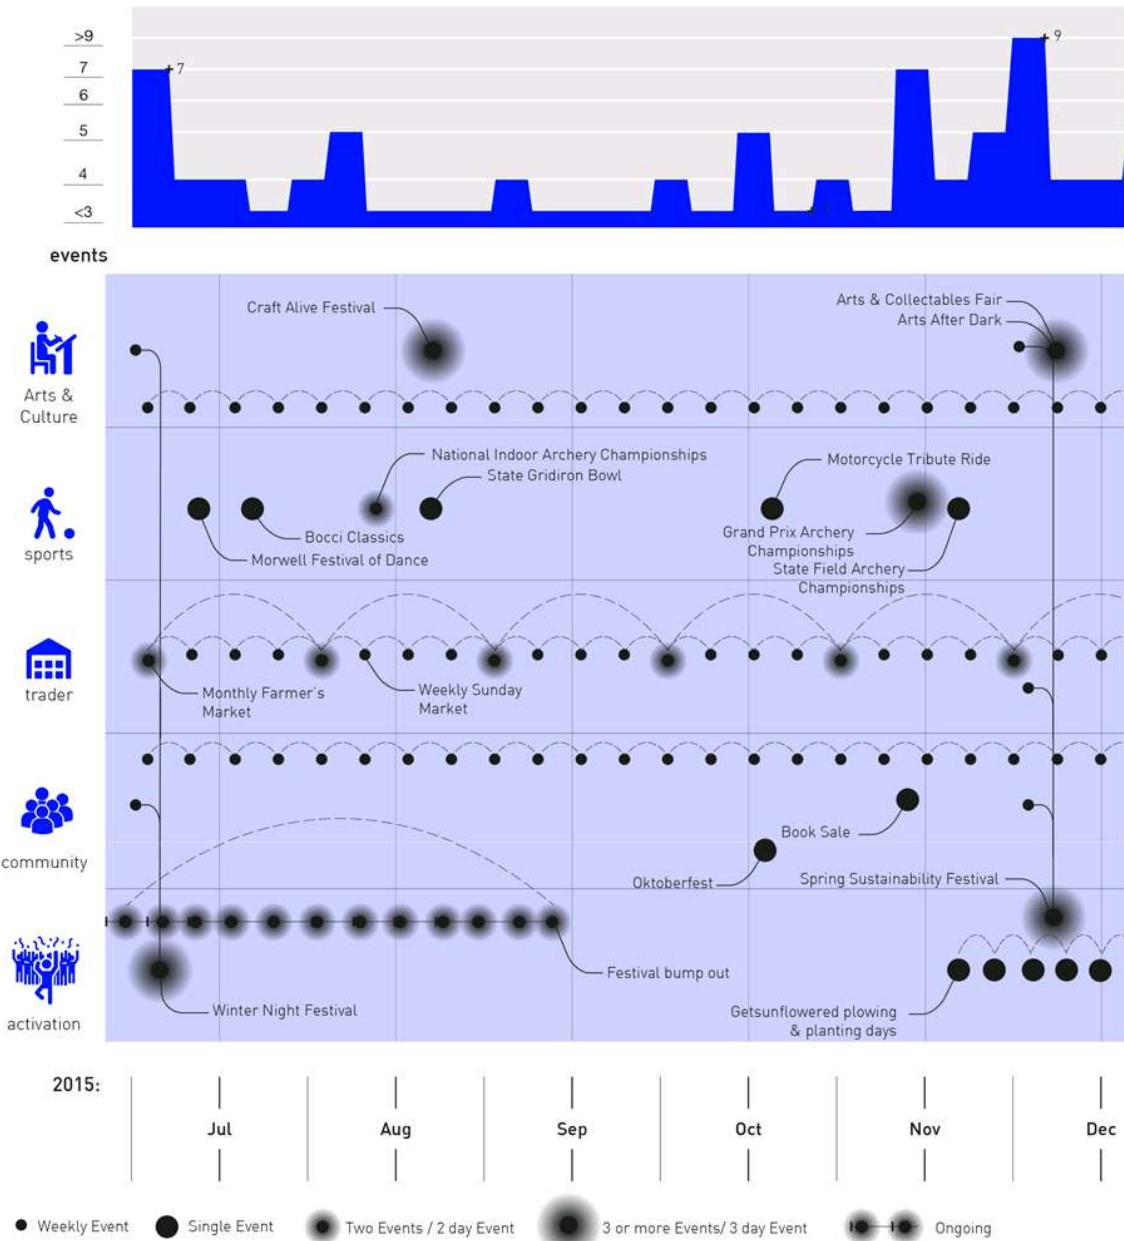 >9
7
6
5
4
<3
7
9
events
Craft Alive Festival
Arts & Collectables Fair
Arts After Dark
Arts &
Culture
National Indoor Archery Championships
State Gridiron Bowl
Motorcycle Tribute Ride
Bocci Classics
Morwell Festival of Dance
Grand Prix Archery
Championships
State Field Archery
Championships
sports
Monthly Farmer's
Market
Weekly Sunday
Market
trader
Book Sale
Oktoberfest
community
Spring Sustainability Festival
Festival bump out
Winter Night Festival
Getsunflowered plowing
& planting days
activation
2015:
Jul
Aug
Sep
Oct
Nov
Dec
Weekly Event
Single Event
Two Events / 2 day Event
3 or more Events/ 3 day Event
Ongoing